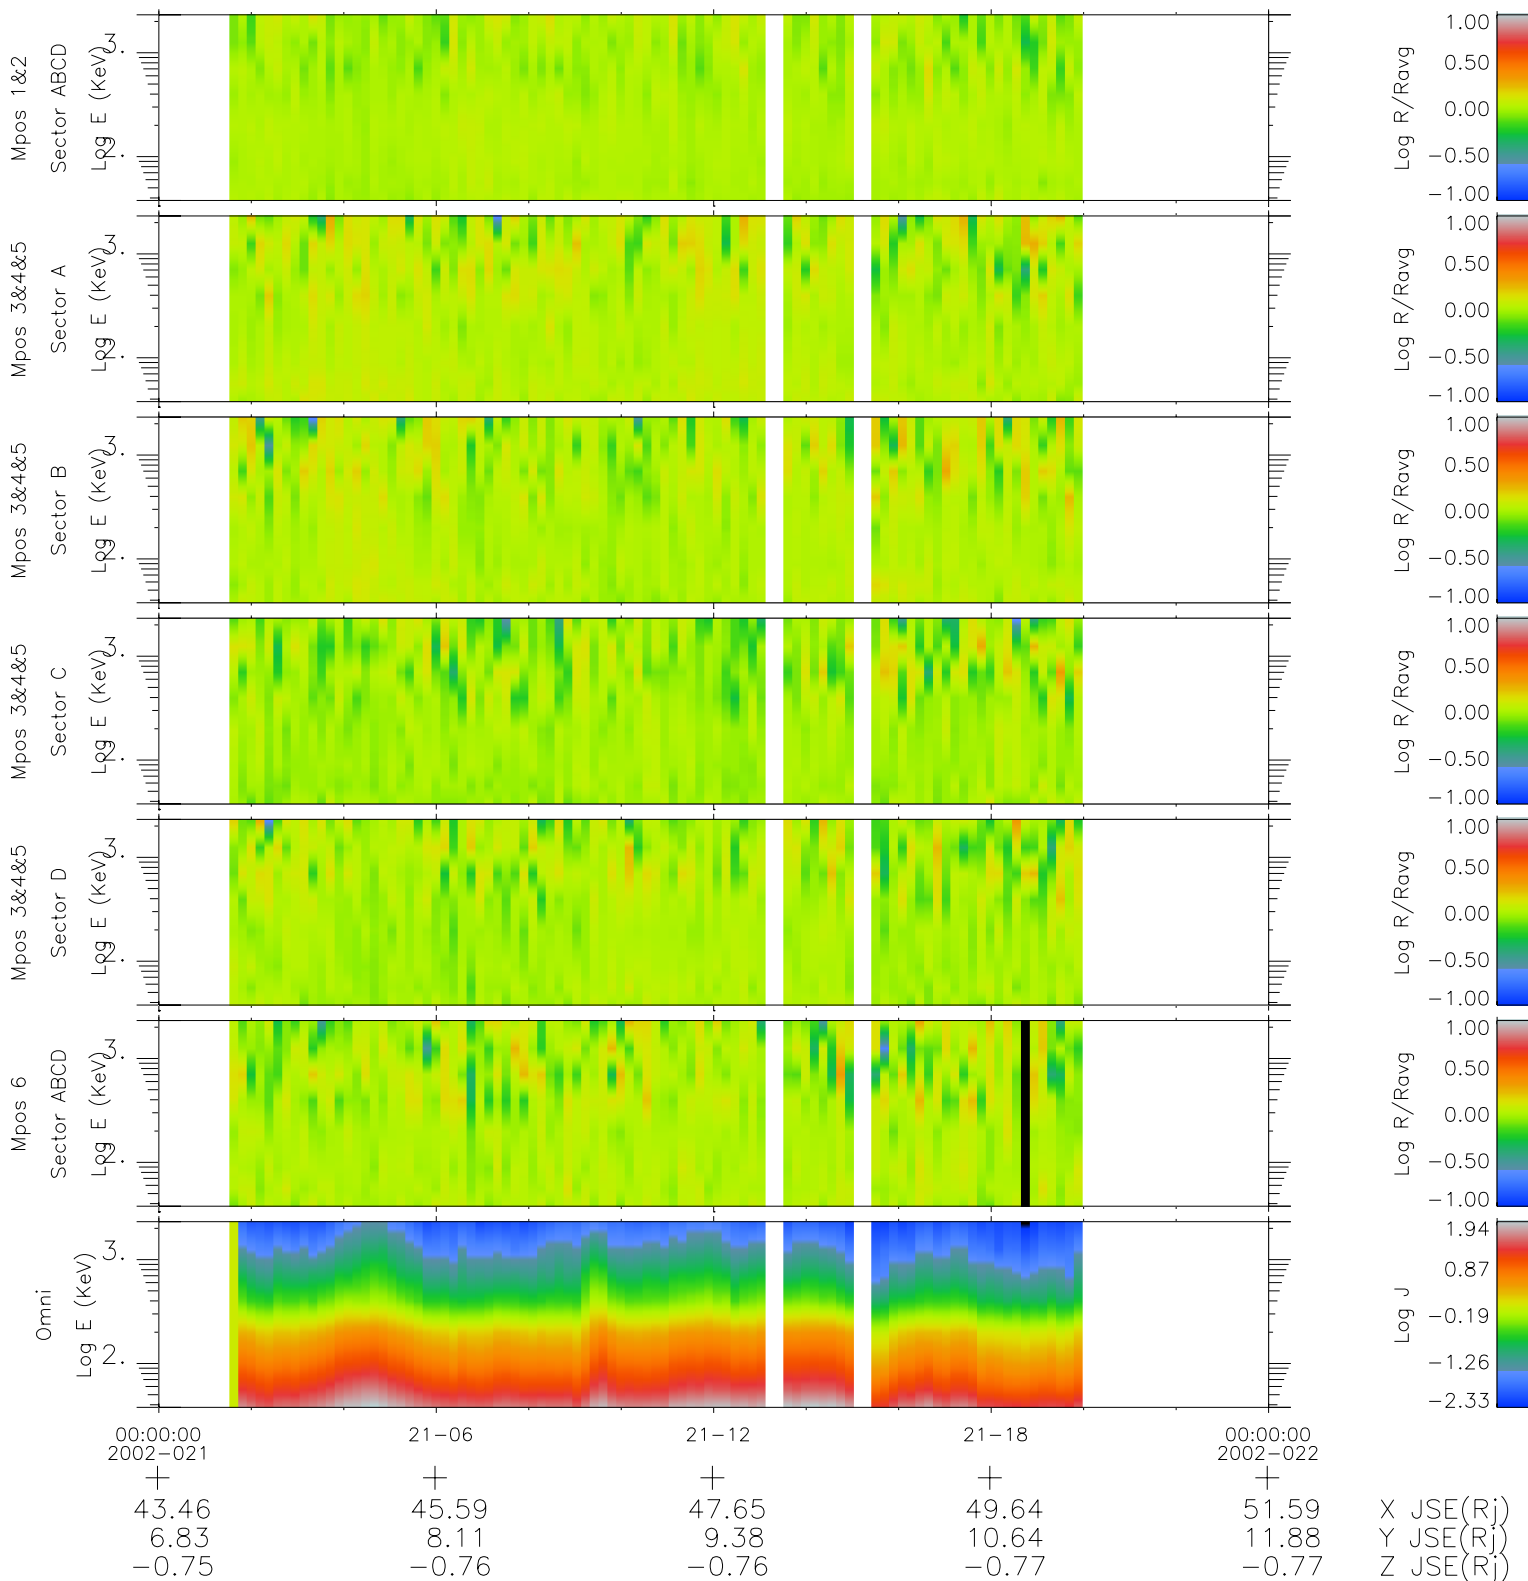 Mpos 1&2
Sector ABCD
Log E (KeV)
3.
2.
Log R/Ravg
1.00
0.50
0.00
-0.50
-1.00
Mpos 3&4&5
Sector A
Log E (KeV)
3.
2.
Log R/Ravg
1.00
0.50
0.00
-0.50
-1.00
Mpos 3&4&5
Sector B
Log E (KeV)
3.
2.
Log R/Ravg
1.00
0.50
0.00
-0.50
-1.00
Mpos 3&4&5
Sector C
Log E (KeV)
3.
2.
Log R/Ravg
1.00
0.50
0.00
-0.50
-1.00
Mpos 3&4&5
Sector D
Log E (KeV)
3.
2.
Log R/Ravg
1.00
0.50
0.00
-0.50
-1.00
Mpos 6
Sector ABCD
Log E (KeV)
3.
2.
Log R/Ravg
1.00
0.50
0.00
-0.50
-1.00
Omni
Log E (KeV)
3.
2.
Log J
1.94
0.87
-0.19
-1.26
-2.33
00:00:00 21-06 21-12 21-18 00:00:00
2002-021 2002-022
43.46 45.59 47.65 49.64 51.59 X JSE(Rj)
6.83 8.11 9.38 10.64 11.88 Y JSE(Rj)
-0.75 -0.76 -0.76 -0.77 -0.77 Z JSE(Rj)